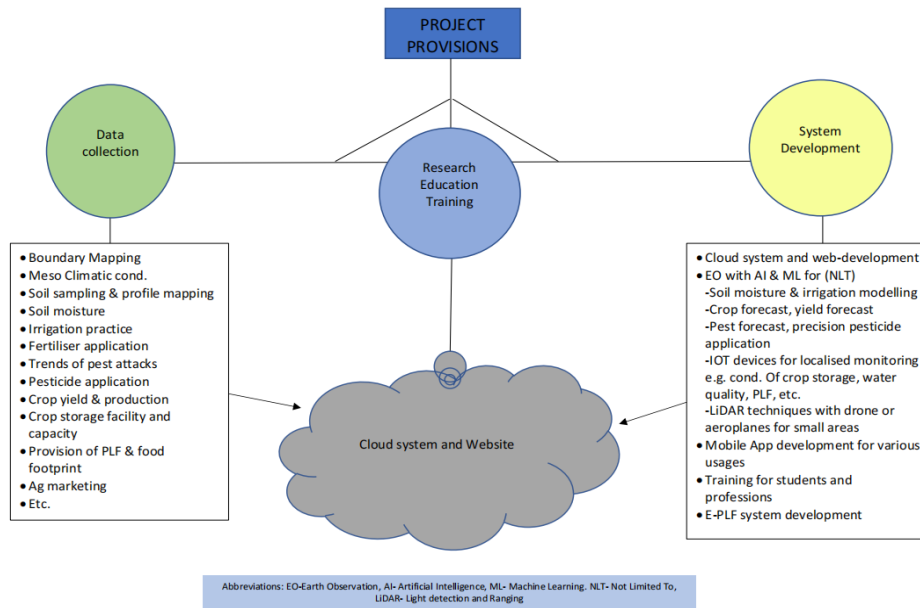 PROJECT
PROVISIONS
Data
collection
Research
Education
Training
System
Development
• Boundary Mapping
• Meso Climatic cond.
• Soil sampling & profile mapping
• Soil moisture
• Irrigation practice
• Fertiliser application
• Trends of pest attacks
• Pesticide application
• Crop yield & production
• Crop storage facility and
capacity
• Provision of PLF & food
footprint
• Ag marketing
• Etc.
• Cloud system and web-development
• EO with AI & ML for (NLT)
-Soil moisture & irrigation modelling
-Crop forecast, yield forecast
-Pest forecast, precision pesticide
application
-IOT devices for localised monitoring
e.g. cond. Of crop storage, water
quality, PLF, etc.
-LiDAR techniques with drone or
aeroplanes for small areas
• Mobile App development for various
usages
• Training for students and
professions
• E-PLF system development
Cloud system and Website
Abbreviations: EO-Earth Observation, AI- Artificial Intelligence, ML- Machine Learning. NLT- Not Limited To,
LiDAR- Light detection and Ranging